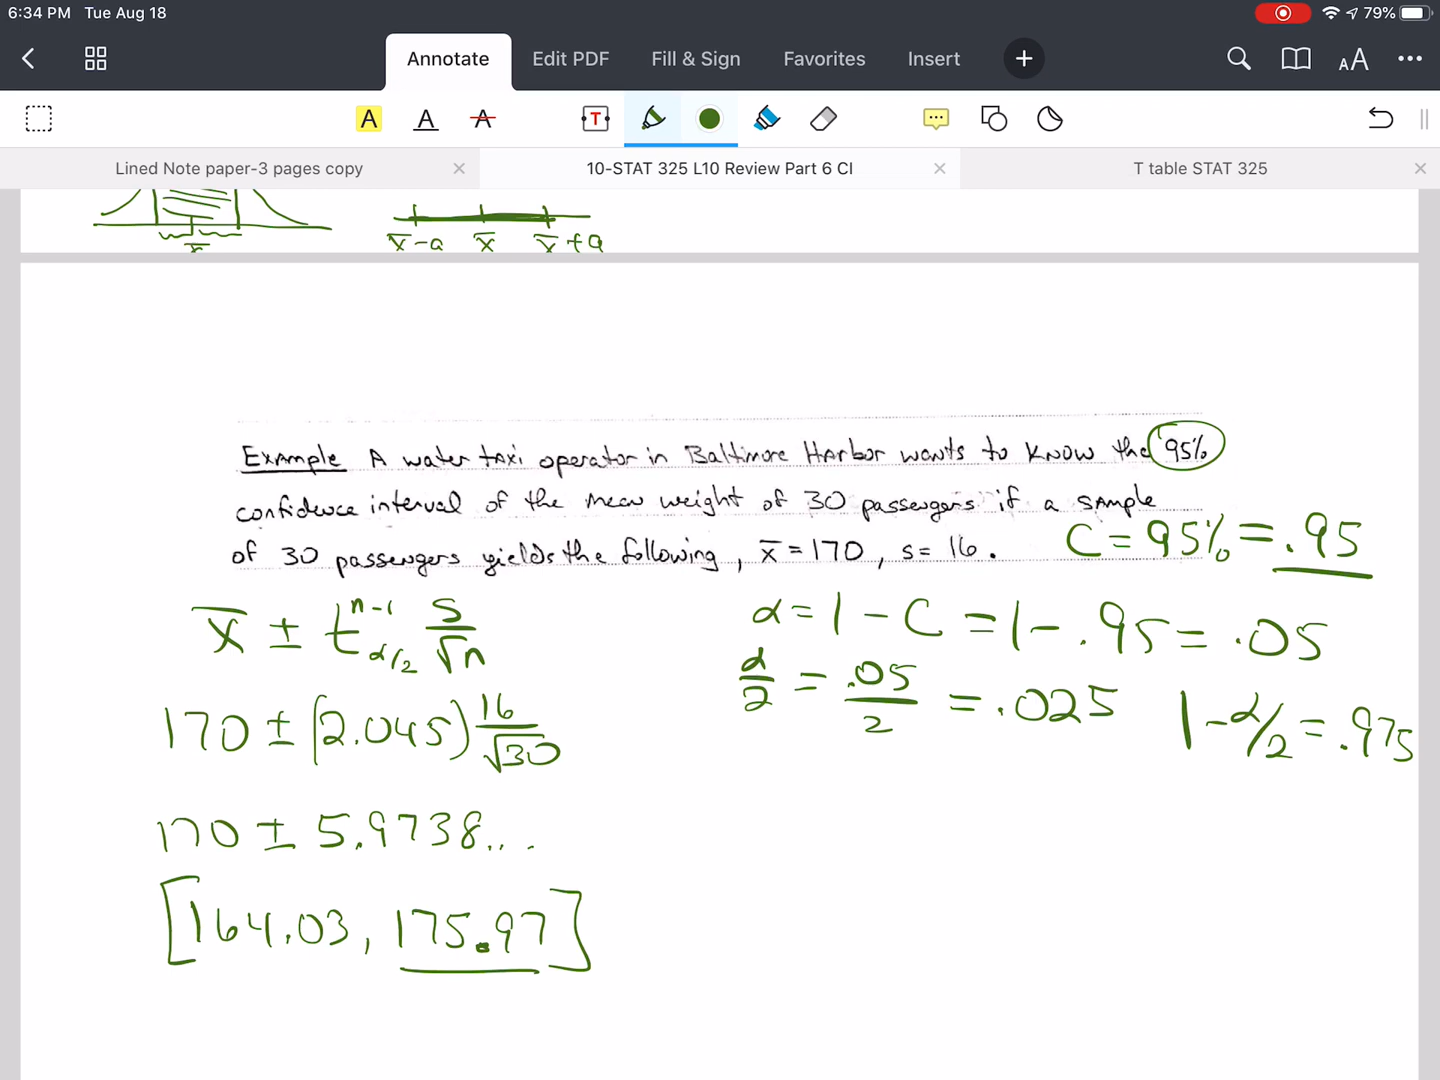 6:34 PM Tue Aug 18
79%
Annotate Edit PDF Fill & Sign Favorites Insert +
AA
A A A T
Lined Note paper-3 pages copy
10-STAT 325 L10 Review Part 6 CI
T table STAT 325
x̄-a x̄ x̄+a
x̄
Example A water taxi operator in Baltimore Harbor wants to know the 95%
confidence interval of the mean weight of 30 passengers if a sample
of 30 passengers yields the following, x̄=170, s=16.
C = 95% = .95
x̄ ± t^{n-1}_{α/2} s/√n
α = 1 - C = 1 - .95 = .05
α/2 = .05/2 = .025
1-α/2 = .975
170 ± (2.045) 16/√30
170 ± 5.9738...
[164.03, 175.97]